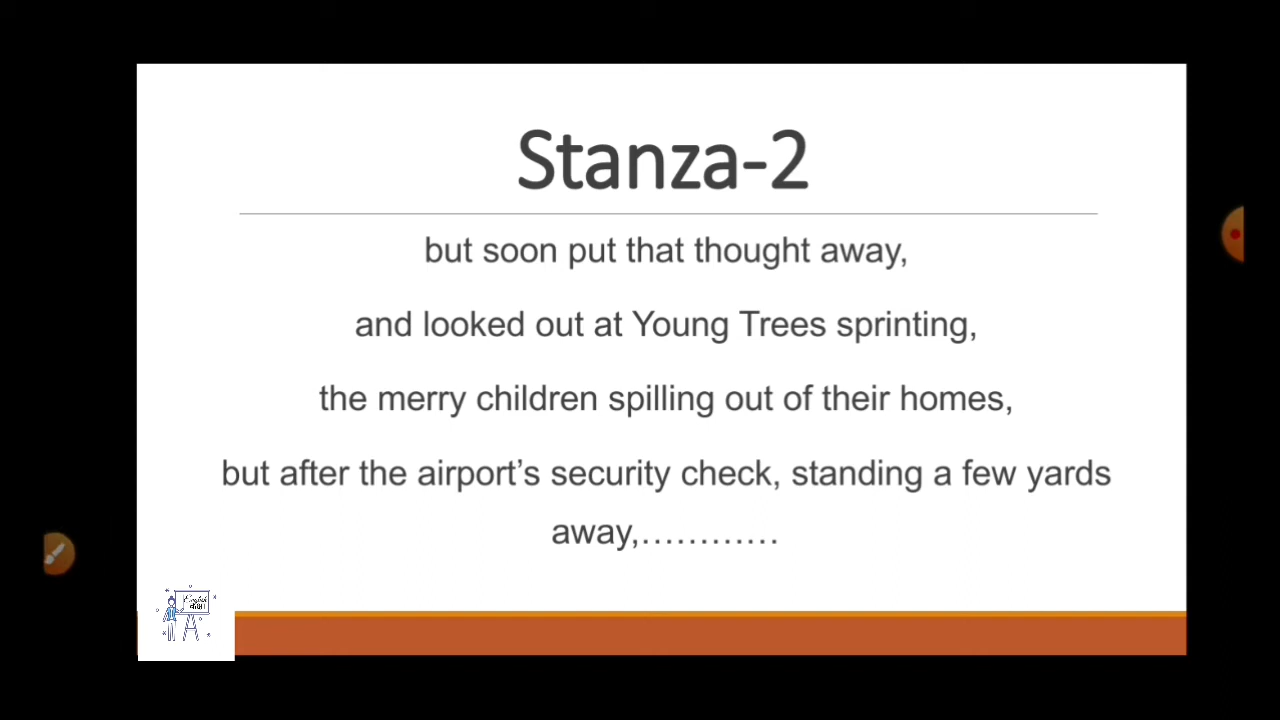 Stanza-2
but soon put that thought away,
and looked out at Young Trees sprinting,
the merry children spilling out of their homes,
but after the airport’s security check, standing a few yards
away,…………